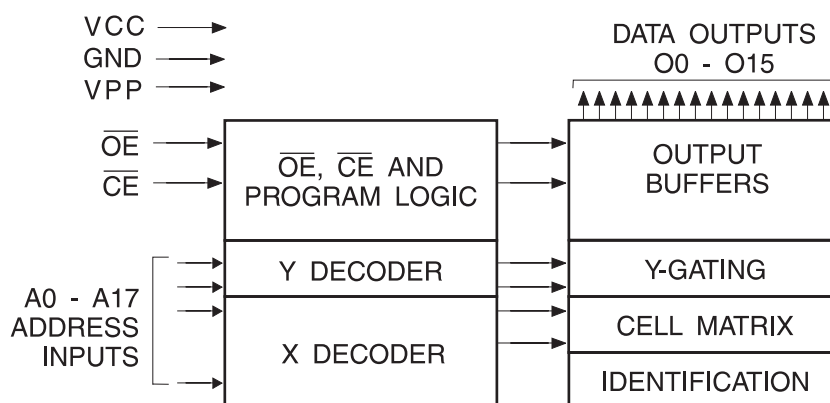 VCC
GND
VPP
OE
CE
A0 - A17
ADDRESS
INPUTS
OE, CE AND
PROGRAM LOGIC
Y DECODER
X DECODER
DATA OUTPUTS
O0 - O15
OUTPUT
BUFFERS
Y-GATING
CELL MATRIX
IDENTIFICATION